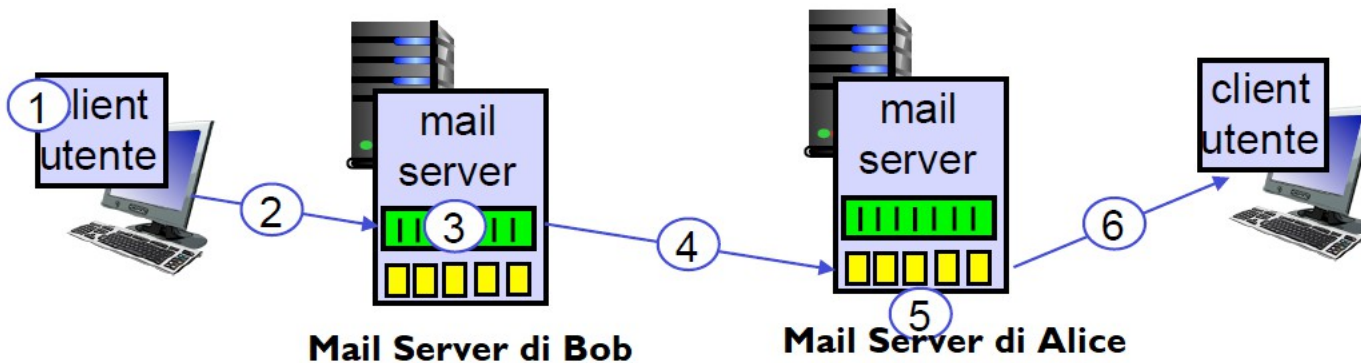 1 lient
utente
2
mail
server
3
4
mail
server
5
6
client
utente
Mail Server di Bob
Mail Server di Alice